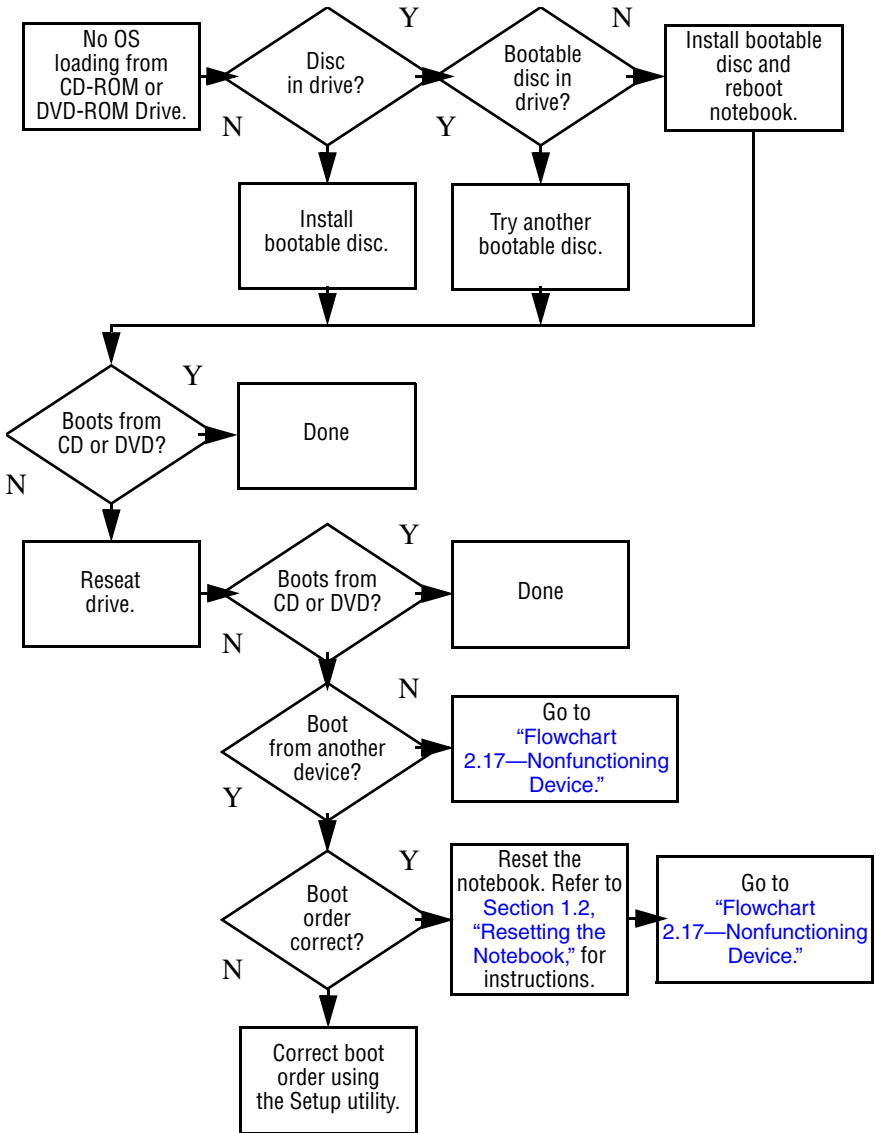 Y
N
No OS
loading from
CD-ROM or
DVD-ROM Drive.
Disc
in drive?
Bootable
disc in
drive?
Install bootable
disc and
reboot
notebook.
N
Y
Install
bootable disc.
Try another
bootable disc.
Y
Boots from
CD or DVD?
Done
N
Reseat
drive.
Y
Boots from
CD or DVD?
Done
N
N
Boot
from another
device?
Go to
“Flowchart
2.17—Nonfunctioning
Device.”
Y
Y
Boot
order
correct?
Reset the
notebook. Refer to
Section 1.2,
“Resetting the
Notebook,” for
instructions.
Go to
“Flowchart
2.17—Nonfunctioning
Device.”
N
Correct boot
order using
the Setup utility.